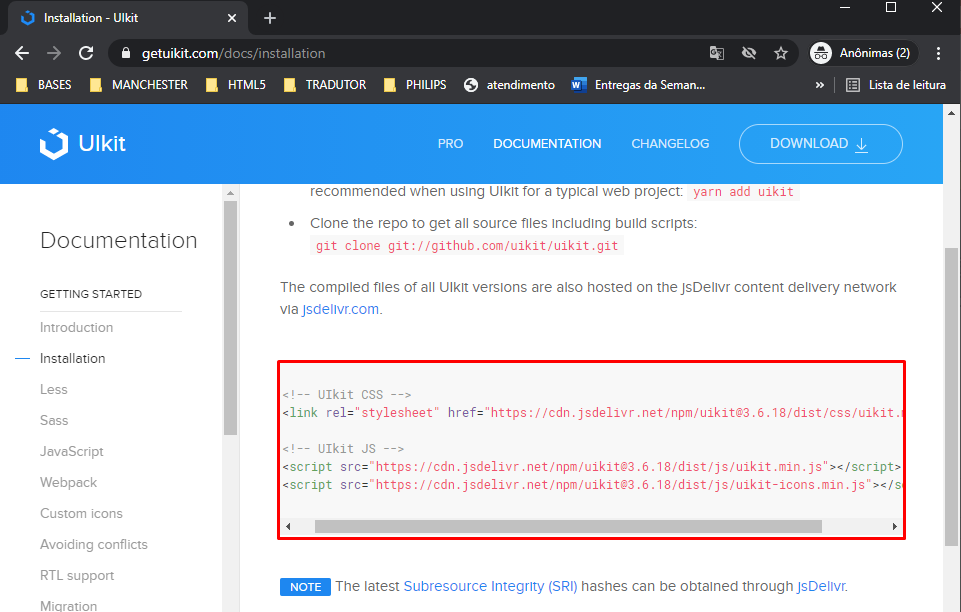 Installation - UIkit
getuikit.com/docs/installation
Anônimas (2)
BASES
MANCHESTER
HTML5
TRADUTOR
PHILIPS
atendimento
Entregas da Seman...
»
Lista de leitura
UIkit
PRO
DOCUMENTATION
CHANGELOG
DOWNLOAD
Documentation
GETTING STARTED
Introduction
Installation
Less
Sass
JavaScript
Webpack
Custom icons
Avoiding conflicts
RTL support
Migration
recommended when using UIkit for a typical web project: yarn add uikit
• Clone the repo to get all source files including build scripts:
git clone git://github.com/uikit/uikit.git
The compiled files of all UIkit versions are also hosted on the jsDelivr content delivery network
via jsdelivr.com.
<!-- UIkit CSS -->
<link rel="stylesheet" href="https://cdn.jsdelivr.net/npm/uikit@3.6.18/dist/css/uikit.
<!-- UIkit JS -->
<script src="https://cdn.jsdelivr.net/npm/uikit@3.6.18/dist/js/uikit.min.js"></script>
<script src="https://cdn.jsdelivr.net/npm/uikit@3.6.18/dist/js/uikit-icons.min.js"></s
NOTE The latest Subresource Integrity (SRI) hashes can be obtained through jsDelivr.